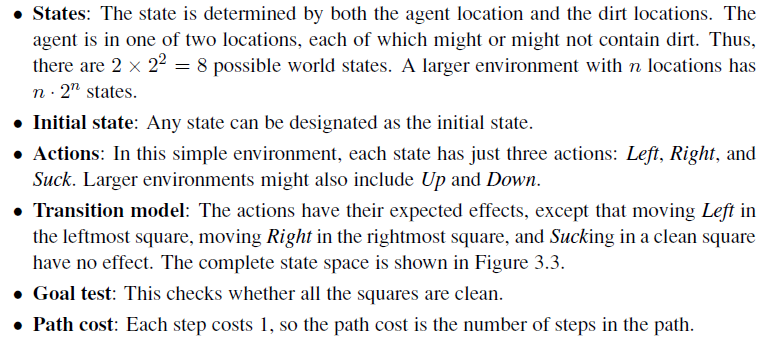 • States: The state is determined by both the agent location and the dirt locations. The
agent is in one of two locations, each of which might or might not contain dirt. Thus,
there are 2 × 2² = 8 possible world states. A larger environment with n locations has
n · 2ⁿ states.
• Initial state: Any state can be designated as the initial state.
• Actions: In this simple environment, each state has just three actions: Left, Right, and
Suck. Larger environments might also include Up and Down.
• Transition model: The actions have their expected effects, except that moving Left in
the leftmost square, moving Right in the rightmost square, and Sucking in a clean square
have no effect. The complete state space is shown in Figure 3.3.
• Goal test: This checks whether all the squares are clean.
• Path cost: Each step costs 1, so the path cost is the number of steps in the path.